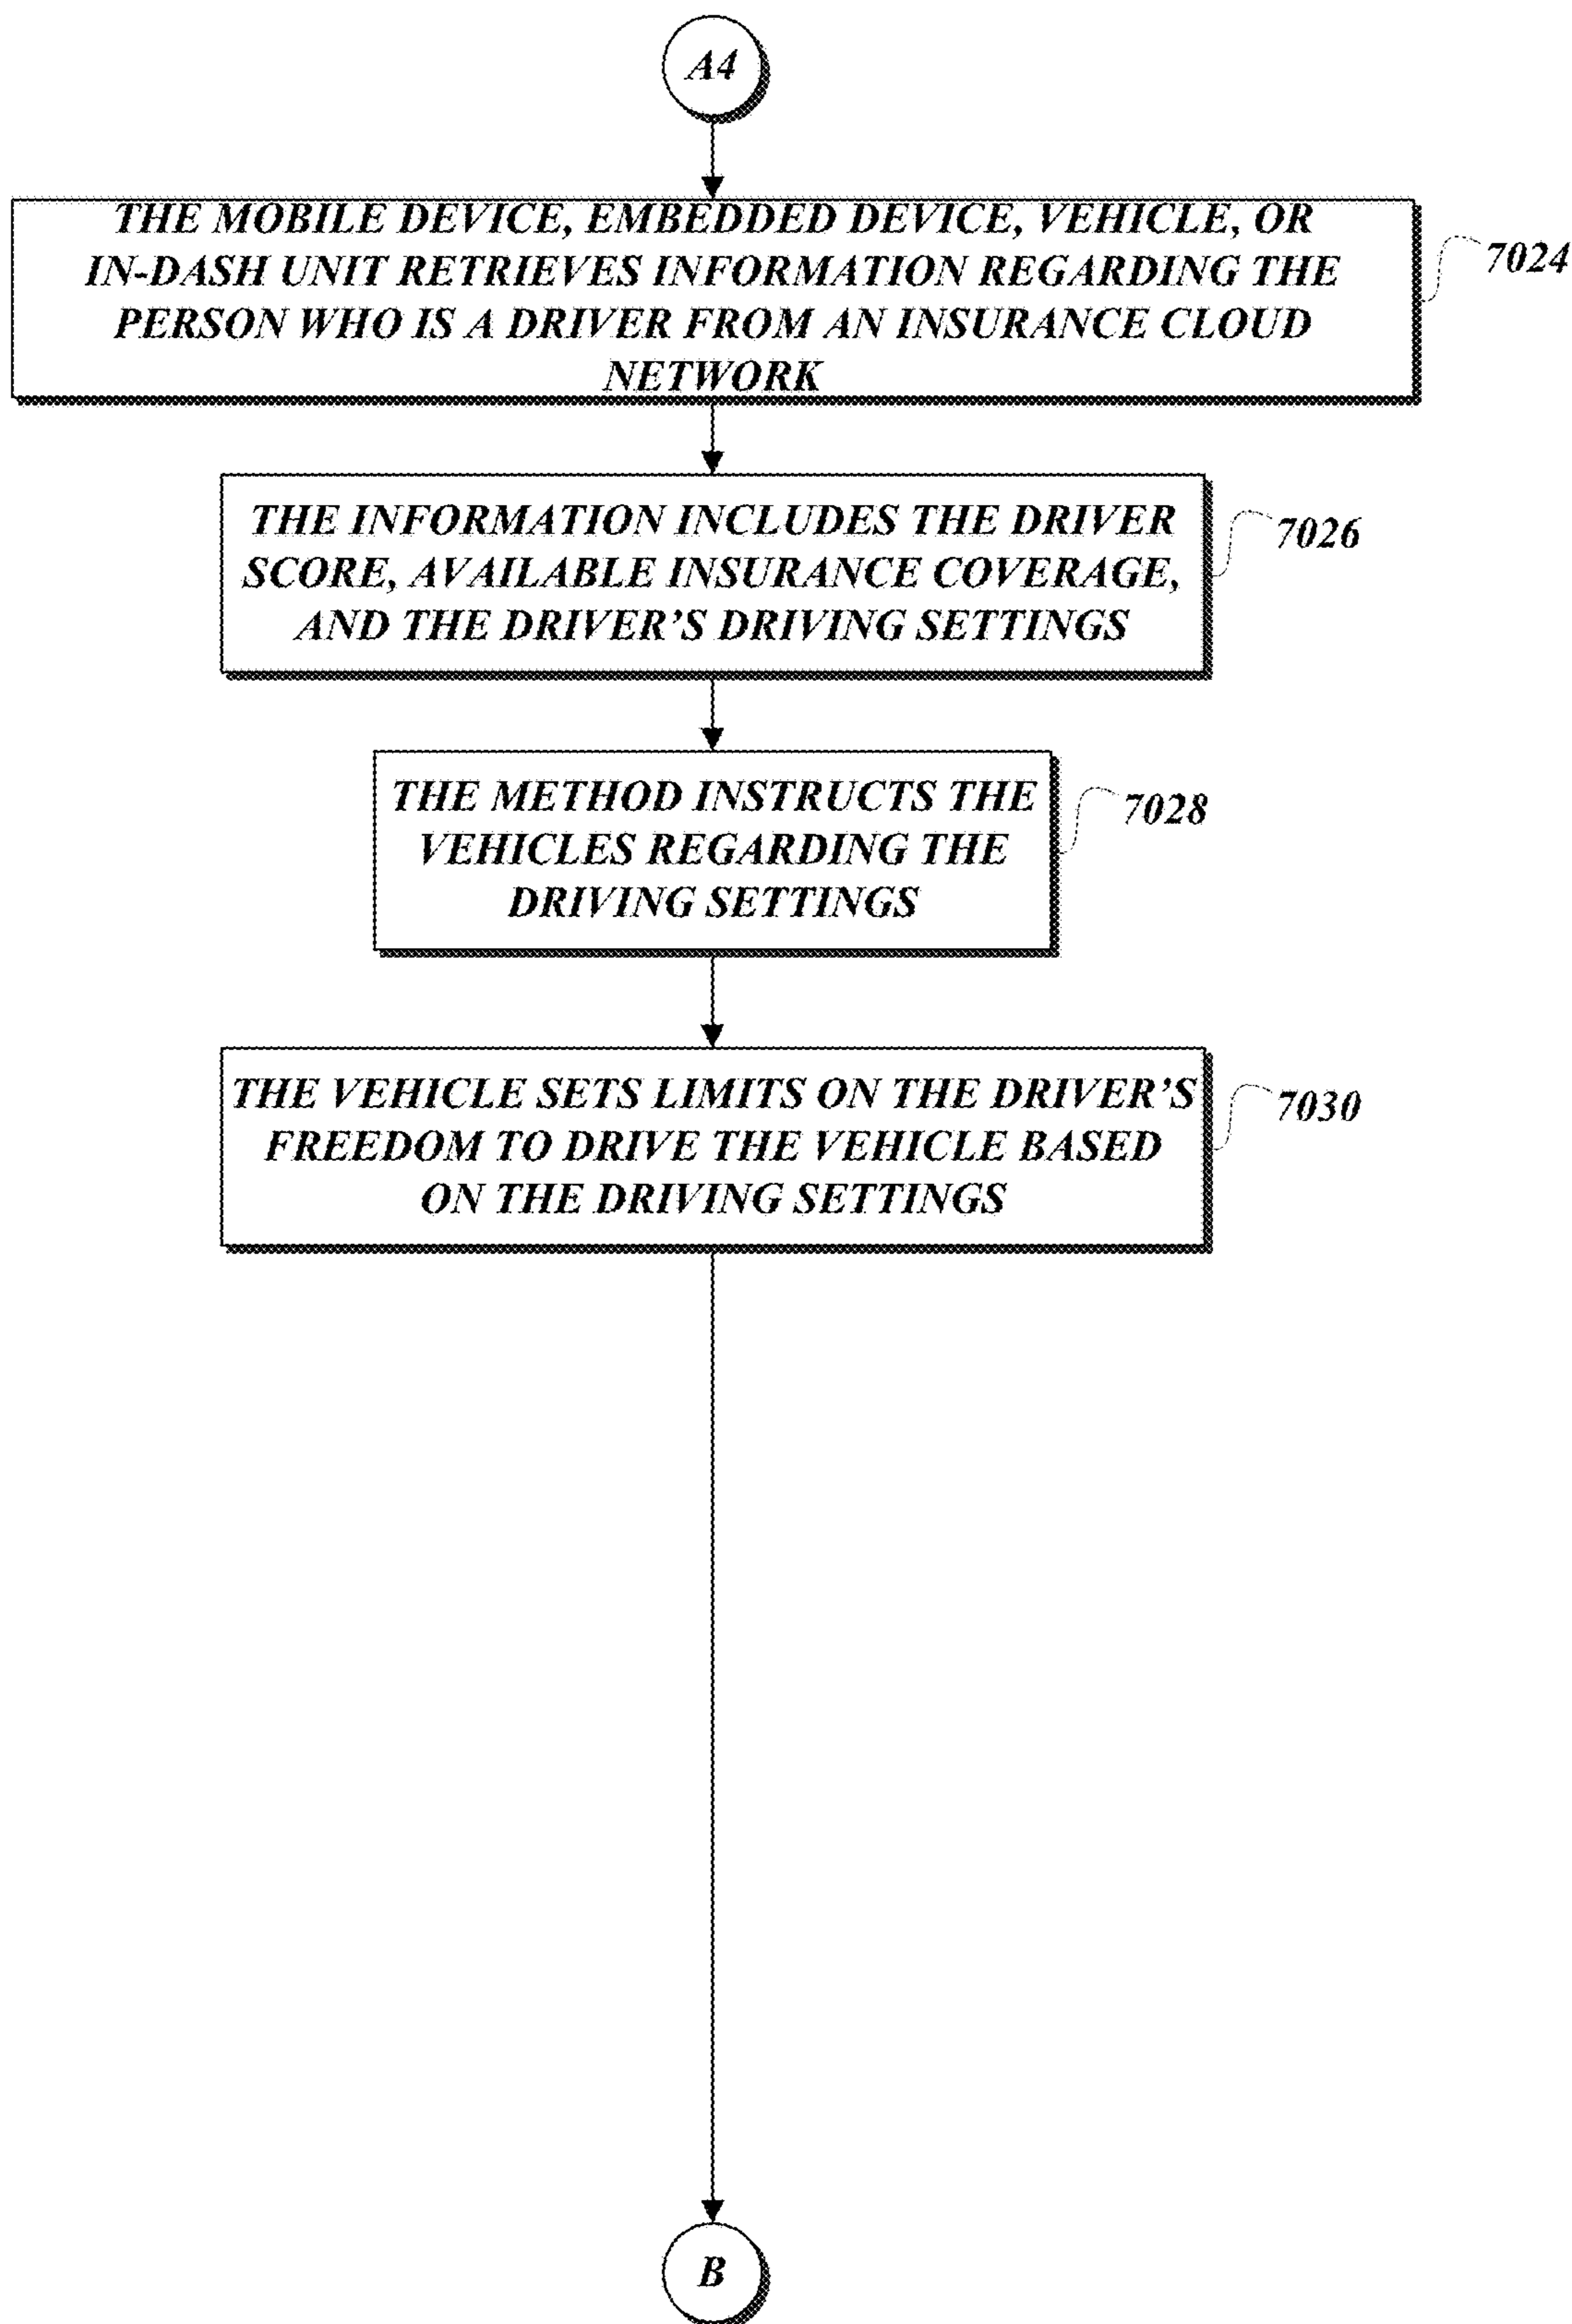 A4
THE MOBILE DEVICE, EMBEDDED DEVICE, VEHICLE, OR
IN-DASH UNIT RETRIEVES INFORMATION REGARDING THE
PERSON WHO IS A DRIVER FROM AN INSURANCE CLOUD
NETWORK
7024
THE INFORMATION INCLUDES THE DRIVER
SCORE, AVAILABLE INSURANCE COVERAGE,
AND THE DRIVER’S DRIVING SETTINGS
7026
THE METHOD INSTRUCTS THE
VEHICLES REGARDING THE
DRIVING SETTINGS
7028
THE VEHICLE SETS LIMITS ON THE DRIVER’S
FREEDOM TO DRIVE THE VEHICLE BASED
ON THE DRIVING SETTINGS
7030
B